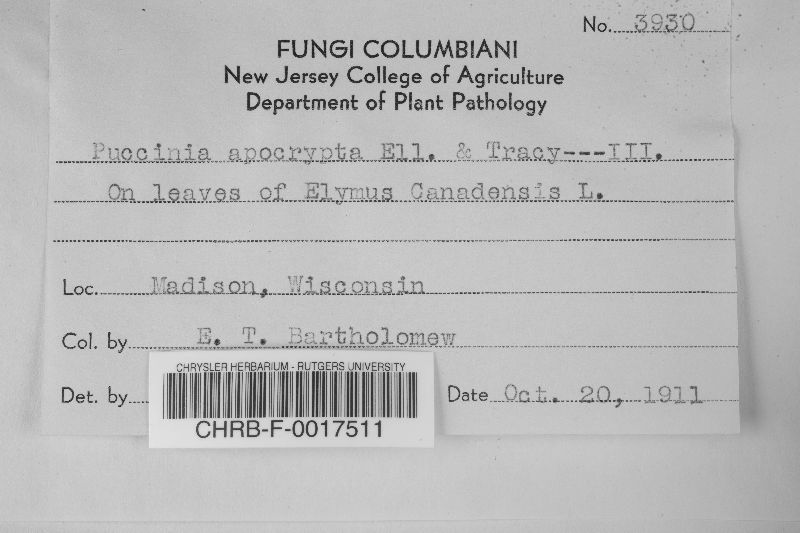 No. 3930
FUNGI COLUMBIANI
New Jersey College of Agriculture
Department of Plant Pathology
Puccinia apocrypta Ell. & Tracy---III.
On leaves of Elymus Canadensis L.
Loc. Madison, Wisconsin
Col. by E. T. Bartholomew
Det. by Date Oct. 20, 1911
CHRYSLER HERBARIUM - RUTGERS UNIVERSITY
CHRB-F-0017511